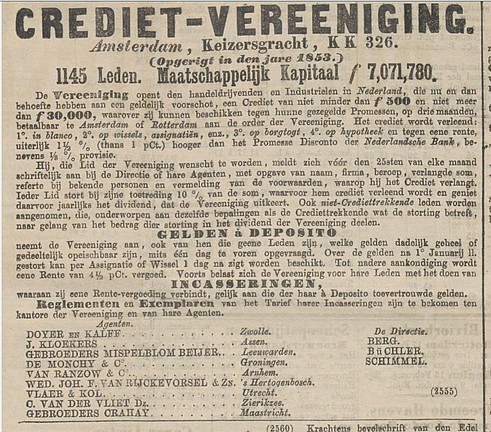 CREDIET-VEREENIGING.
Amsterdam, Keizersgracht, KK 326.
(Opgerigt in den jare 1853.)
1145 Leden. Maatschappelijk Kapitaal f 7,071,780.
De Vereeniging opent den handeldrijvenden en Industrielen in Nederland, die nu en dan
behoefte hebben aan een geldelijk voorschot, een Crediet van niet minder dan f 500 en niet meer
dan f 30,000, waarover zij kunnen beschikken tegen hunne gezegelde Promessen, op drie maanden,
betaalbaar te Amsterdam of Rotterdam aan de order der Vereeniging. Het crediet wordt verleend
1°. in blanco, 2°. op wissels, assignatiën, enz., 3°. op borgtogt, 4°. op hypotheek en tegen eene rente,
uiterlijk 1½ % (thans 1 pCt.) hooger dan het Promesse Disconto der Nederlandsche Bank, be-
nevens ⅛ % provisie.
Hij, die Lid der Vereeniging wenscht te worden, meldt zich vóór den 25sten van elke maand
schriftelijk aan bij de Directie of hare Agenten, met opgave van naam, firma, beroep, verlangde som,
referte bij bekende personen en vermelding van de voorwaarden, waarop hij het Crediet verlangt.
Ieder Lid stort bij zijne toetreding 10 % van de som, waarvoor hem crediet verleend wordt en geniet
daarvoor jaarlijks het dividend, dat de Vereeniging uitkeert. Ook niet-Crediettrekkende leden worden
aangenomen, die, onderworpen aan dezelfde bepalingen als de Crediettrekkende wat de storting betreft,
naar gelang van het bedrag dier storting in het dividend der Vereeniging deelen.
GELDEN à DEPOSITO
neemt de Vereeniging aan, ook van hen die geene Leden zijn, welke gelden dadelijk geheel of
gedeeltelijk opeischbaar zijn, mits één dag te voren opgevraagd. Over de gelden van 1° Januarij ll.
gestort kan per Assignatie of Wissel 1 dag na zigt worden beschikt. Tot nadere aankondiging wordt
eene Rente van 4½ pCt. vergoed. Voorts belast zich de Vereeniging voor hare Leden met het doen van
INCASSERINGEN,
waaraan zij eene Rente-vergoeding verbindt, gelijk aan die der haar à Deposito toevertrouwde gelden.
Reglementen en Exemplaren van het Tarief harer Incasseringen zijn te bekomen ten
kantore der Vereeniging en van hare Agenten.
Agenten.
DOYER EN KALFF. Zwolle. De Directie.
J. KLOEKERS Assen. BERG.
GEBROEDERS MISPELBLOM BEIJER. Leeuwarden. BÜCHLER.
DE MONCHY & C°. Groningen. SCHIMMEL.
VAN RANZOW & C°. Arnhem.
WED. JOH. F. VAN RIJCKEVORSEL & ZS. 's Hertogenbosch.
VLAER & KOL. Utrecht. (2555)
C. VAN DER VLIET Dz. Zierikzee.
GEBROEDERS CRAHAY. Maastricht.
(2560) Krachtens bevelschrift van den Edel